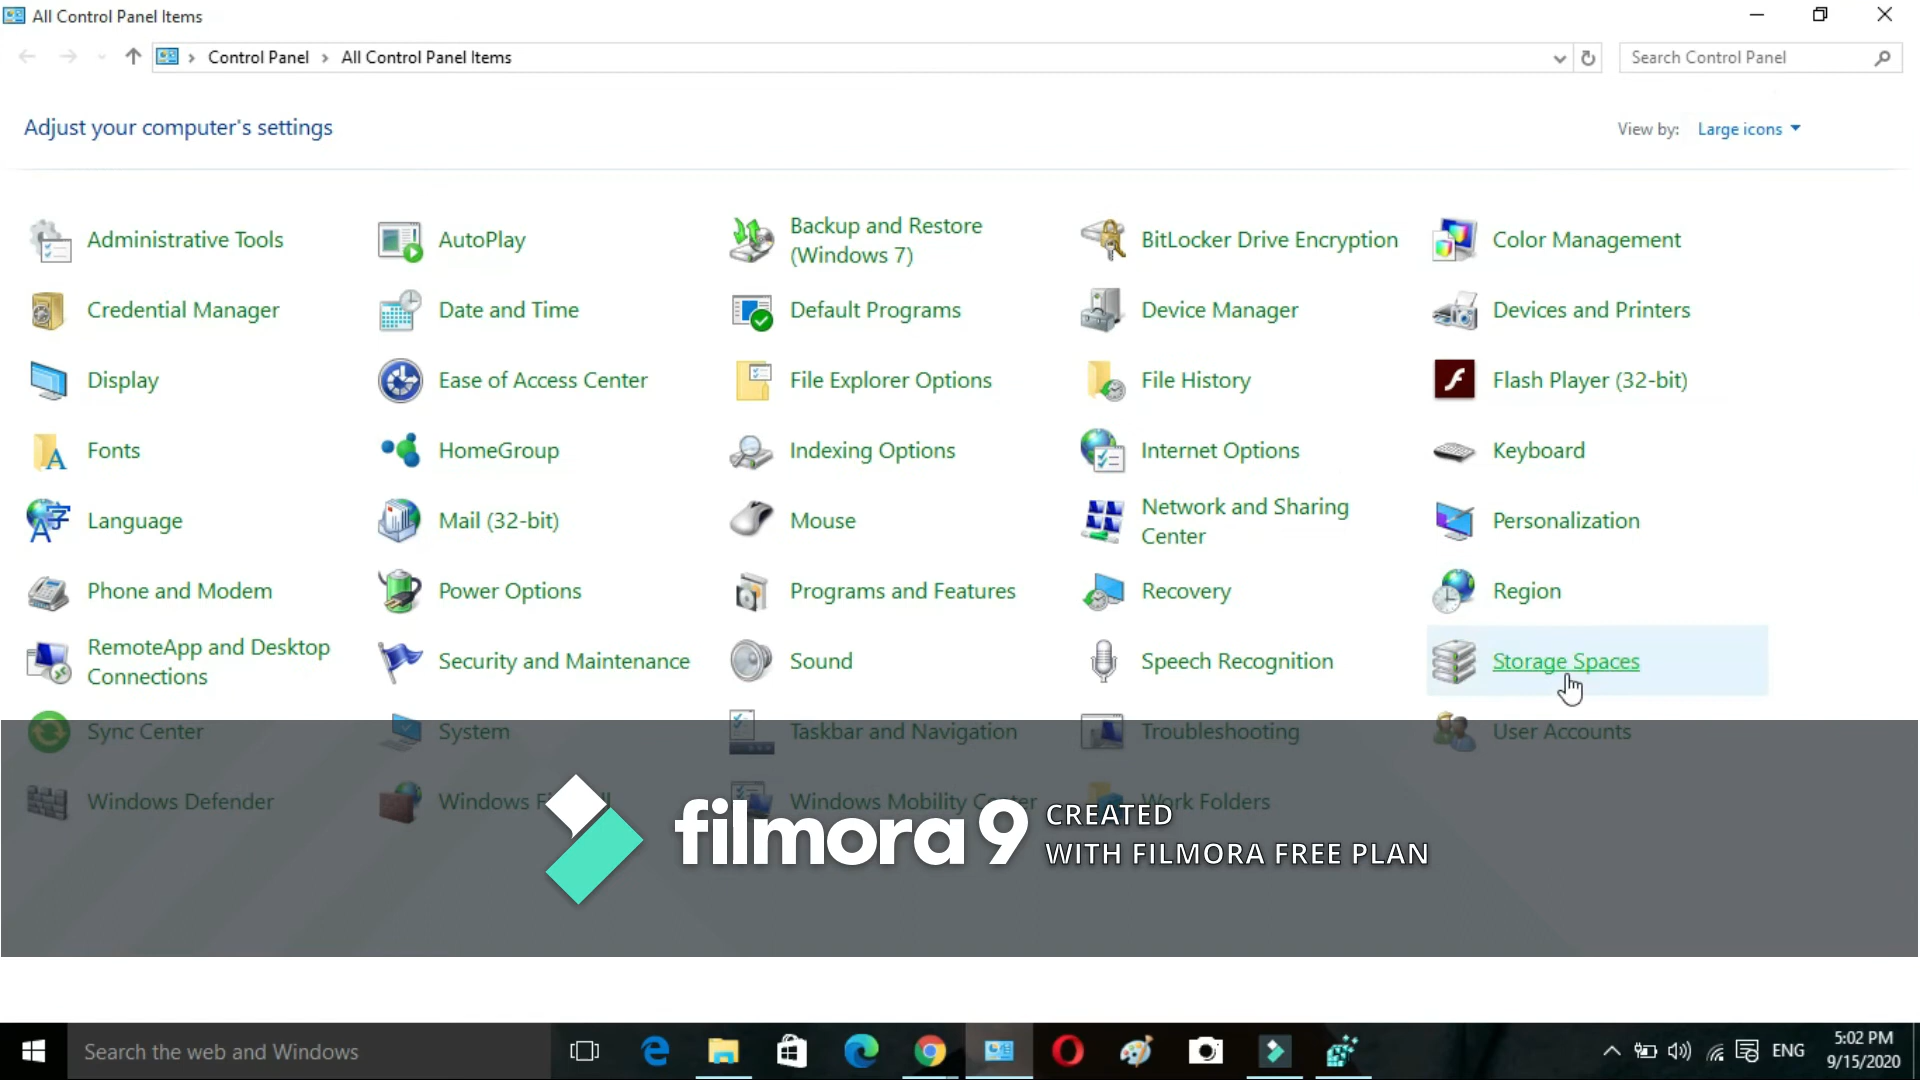 All Control Panel Items
Control Panel > All Control Panel Items
Search Control Panel
Adjust your computer's settings
View by: Large icons
Administrative Tools
AutoPlay
Backup and Restore
(Windows 7)
BitLocker Drive Encryption
Color Management
Credential Manager
Date and Time
Default Programs
Device Manager
Devices and Printers
Display
Ease of Access Center
File Explorer Options
File History
Flash Player (32-bit)
Fonts
HomeGroup
Indexing Options
Internet Options
Keyboard
Language
Mail (32-bit)
Mouse
Network and Sharing
Center
Personalization
Phone and Modem
Power Options
Programs and Features
Recovery
Region
RemoteApp and Desktop
Connections
Security and Maintenance
Sound
Speech Recognition
Storage Spaces
Sync Center
System
Taskbar and Navigation
Troubleshooting
User Accounts
Windows Defender
Windows
Windows Mobility Center
Work Folders
filmora9
CREATED
WITH FILMORA FREE PLAN
Search the web and Windows
ENG
5:02 PM
9/15/2020